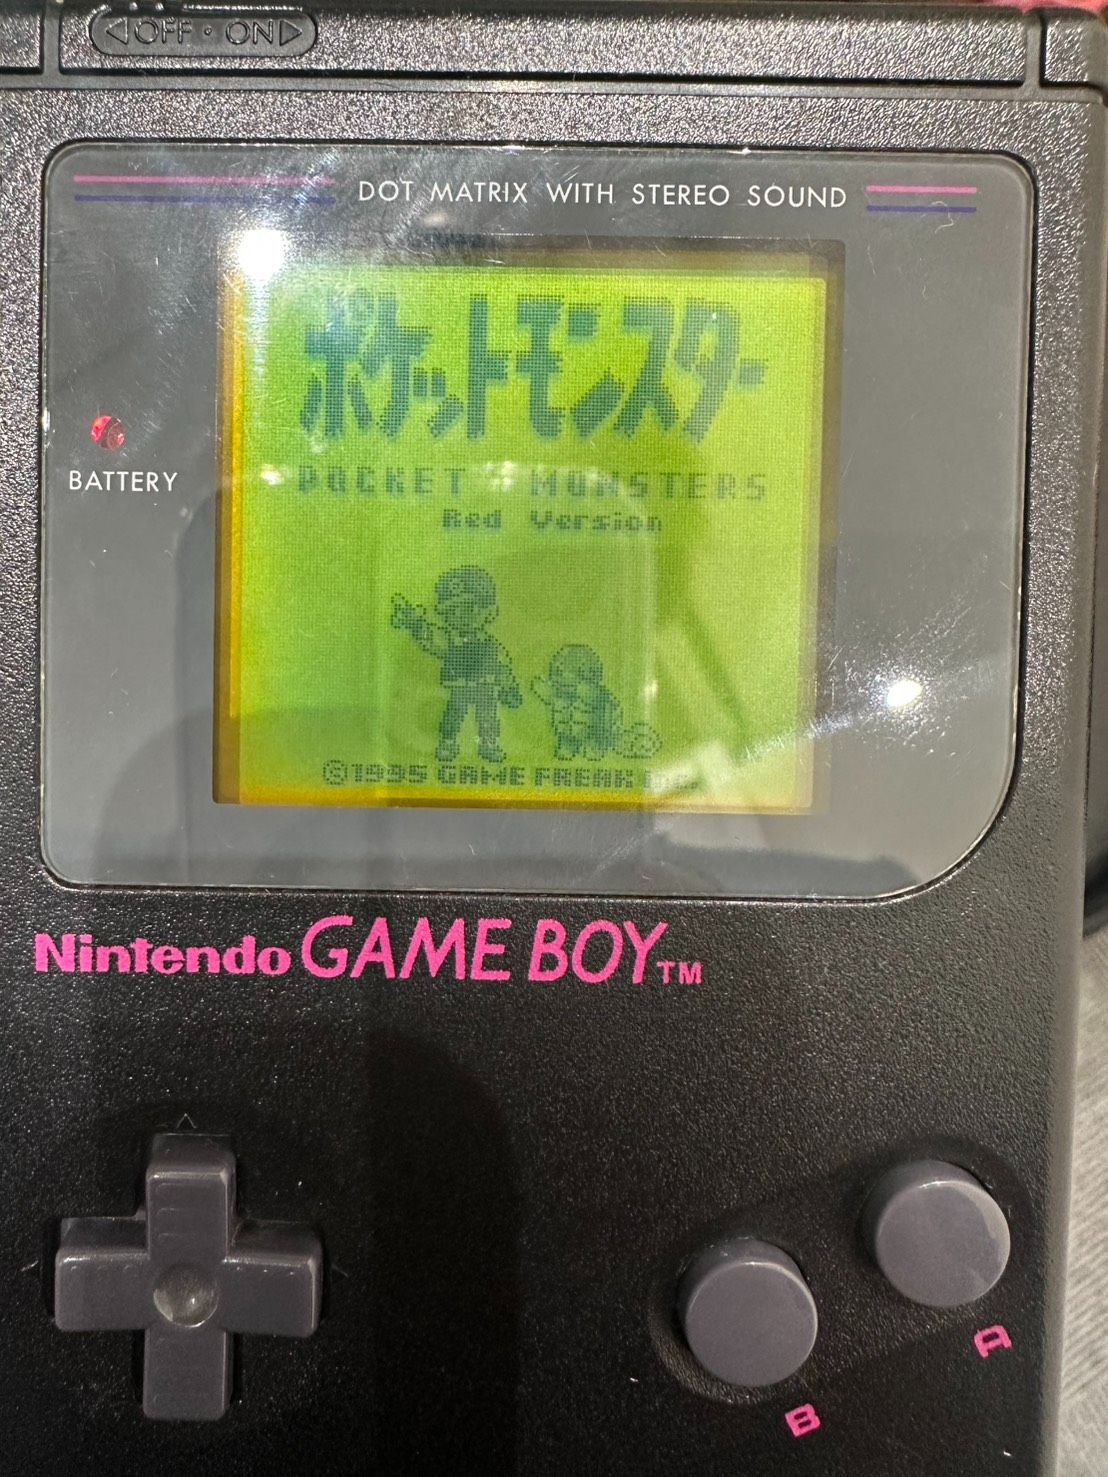 OFF・ON
DOT MATRIX WITH STEREO SOUND
ポケットモンスター
POCKET MONSTERS
Red Version
BATTERY
©1995 GAME FREAK inc.
Nintendo GAME BOY TM
A
B